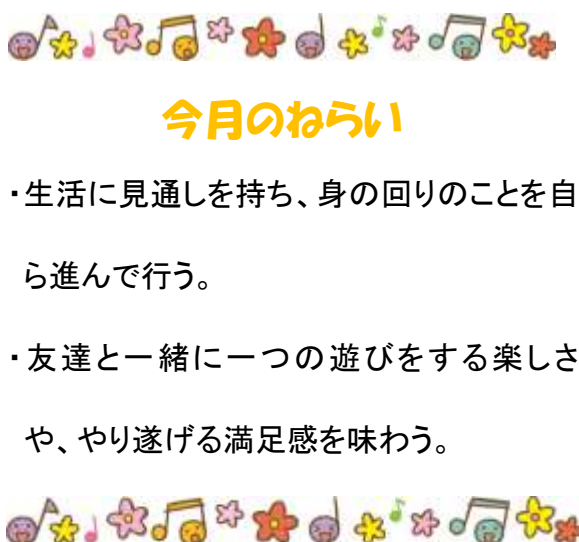 今月のねらい
・生活に見通しを持ち、身の回りのことを自
ら進んで行う。
・友達と一緒に一つの遊びをする楽しさ
や、やり遂げる満足感を味わう。